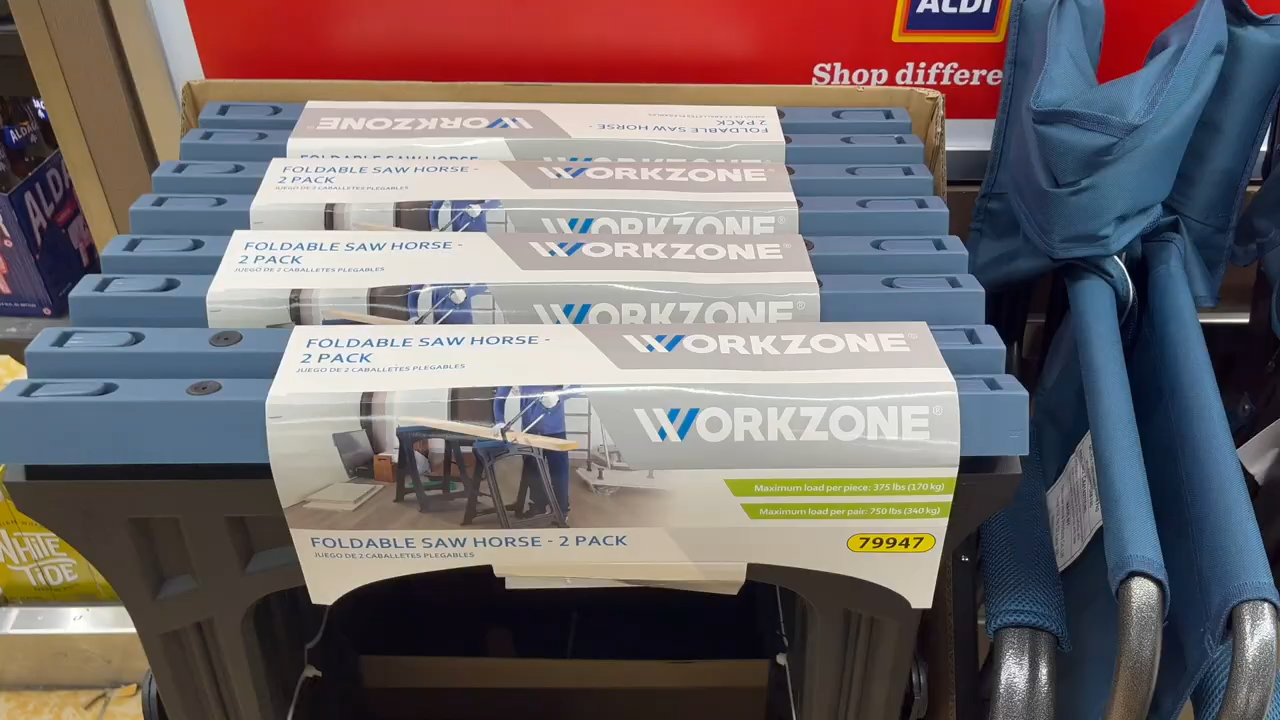 ALDI
Shop differe
WORKZONE
FOLDABLE SAW HORSE -
2 PACK
FOLDABLE SAW HORSE -
2 PACK
JUEGO DE 2 CABALLETES PLEGABLES
WORKZONE
WORKZONE
FOLDABLE SAW HORSE -
2 PACK
JUEGO DE 2 CABALLETES PLEGABLES
WORKZONE
WORKZONE
FOLDABLE SAW HORSE -
2 PACK
JUEGO DE 2 CABALLETES PLEGABLES
WORKZONE®
WORKZONE®
Maximum load per piece: 375 lbs (170 kg)
Maximum load per pair: 750 lbs (340 kg)
FOLDABLE SAW HORSE - 2 PACK
JUEGO DE 2 CABALLETES PLEGABLES
79947
WHITE
TIDE